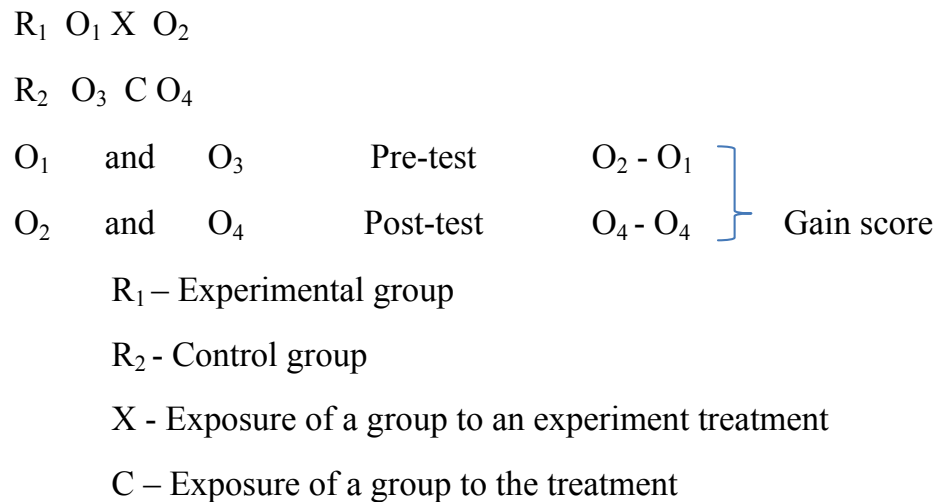 R₁ O₁ X O₂
R₂ O₃ C O₄
O₁ and O₃ Pre-test O₂ - O₁
O₂ and O₄ Post-test O₄ - O₄ Gain score
R₁ – Experimental group
R₂ - Control group
X - Exposure of a group to an experiment treatment
C – Exposure of a group to the treatment